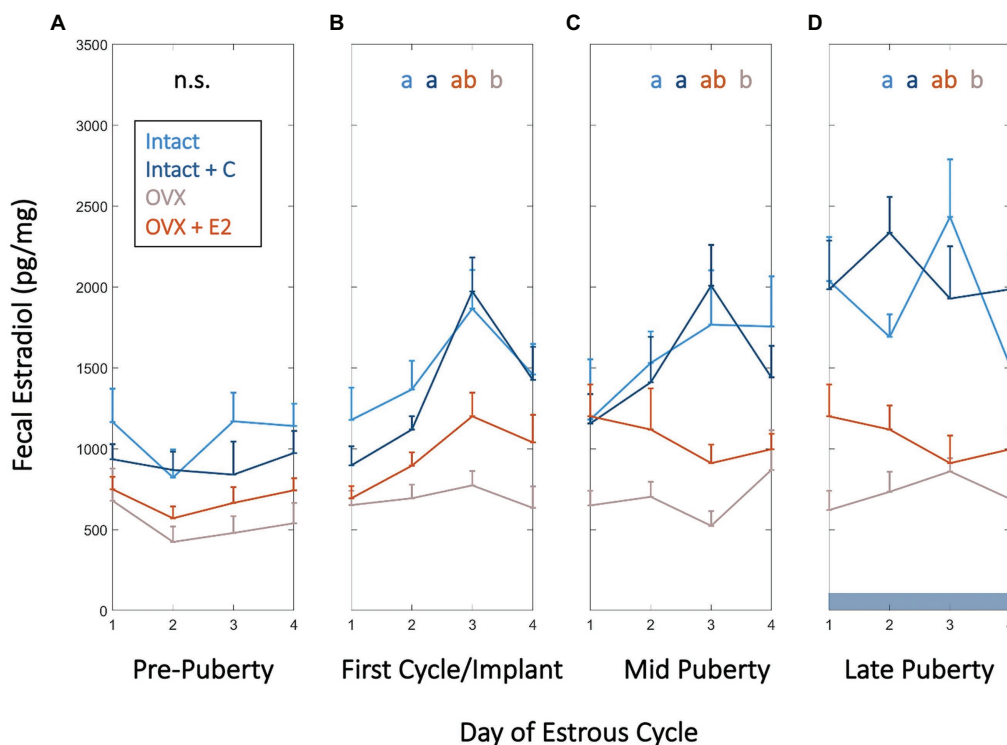 A B C D
Fecal Estradiol (pg/mg)
3500
3000
2500
2000
1500
1000
500
0
n.s.
Intact
Intact + C
OVX
OVX + E2
a a ab b
a a ab b
a a ab b
1 2 3 4
1 2 3 4
1 2 3 4
1 2 3
Pre-Puberty
First Cycle/Implant
Mid Puberty
Late Puberty
Day of Estrous Cycle